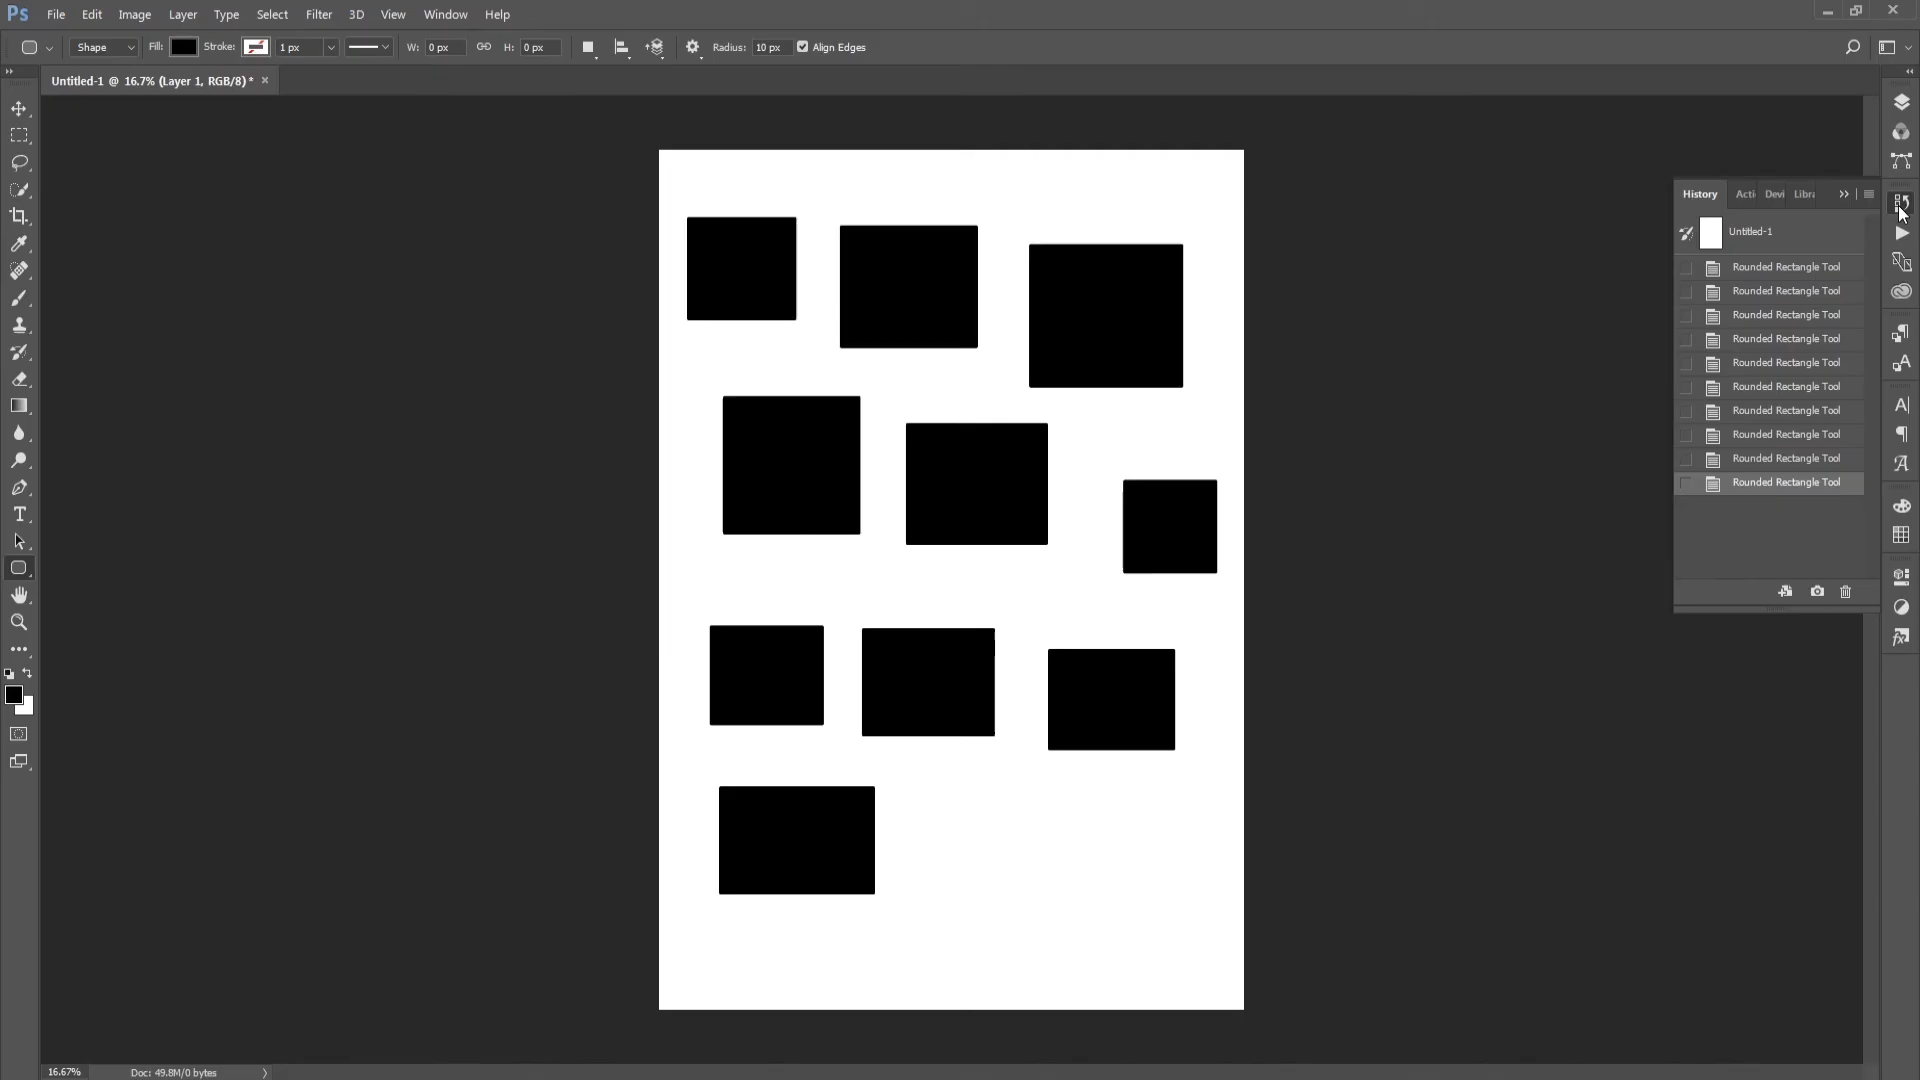 Ps File Edit Image Layer Type Select Filter 3D View Window Help
Shape Fill: Stroke: 1 px W: 0 px H: 0 px Radius: 10 px Align Edges
Untitled-1 @ 16.7% (Layer 1, RGB/8) * ×
History Acti Devi Libra
Untitled-1
Rounded Rectangle Tool
Rounded Rectangle Tool
Rounded Rectangle Tool
Rounded Rectangle Tool
Rounded Rectangle Tool
Rounded Rectangle Tool
Rounded Rectangle Tool
Rounded Rectangle Tool
Rounded Rectangle Tool
Rounded Rectangle Tool
16.67% Doc: 49.8M/0 bytes